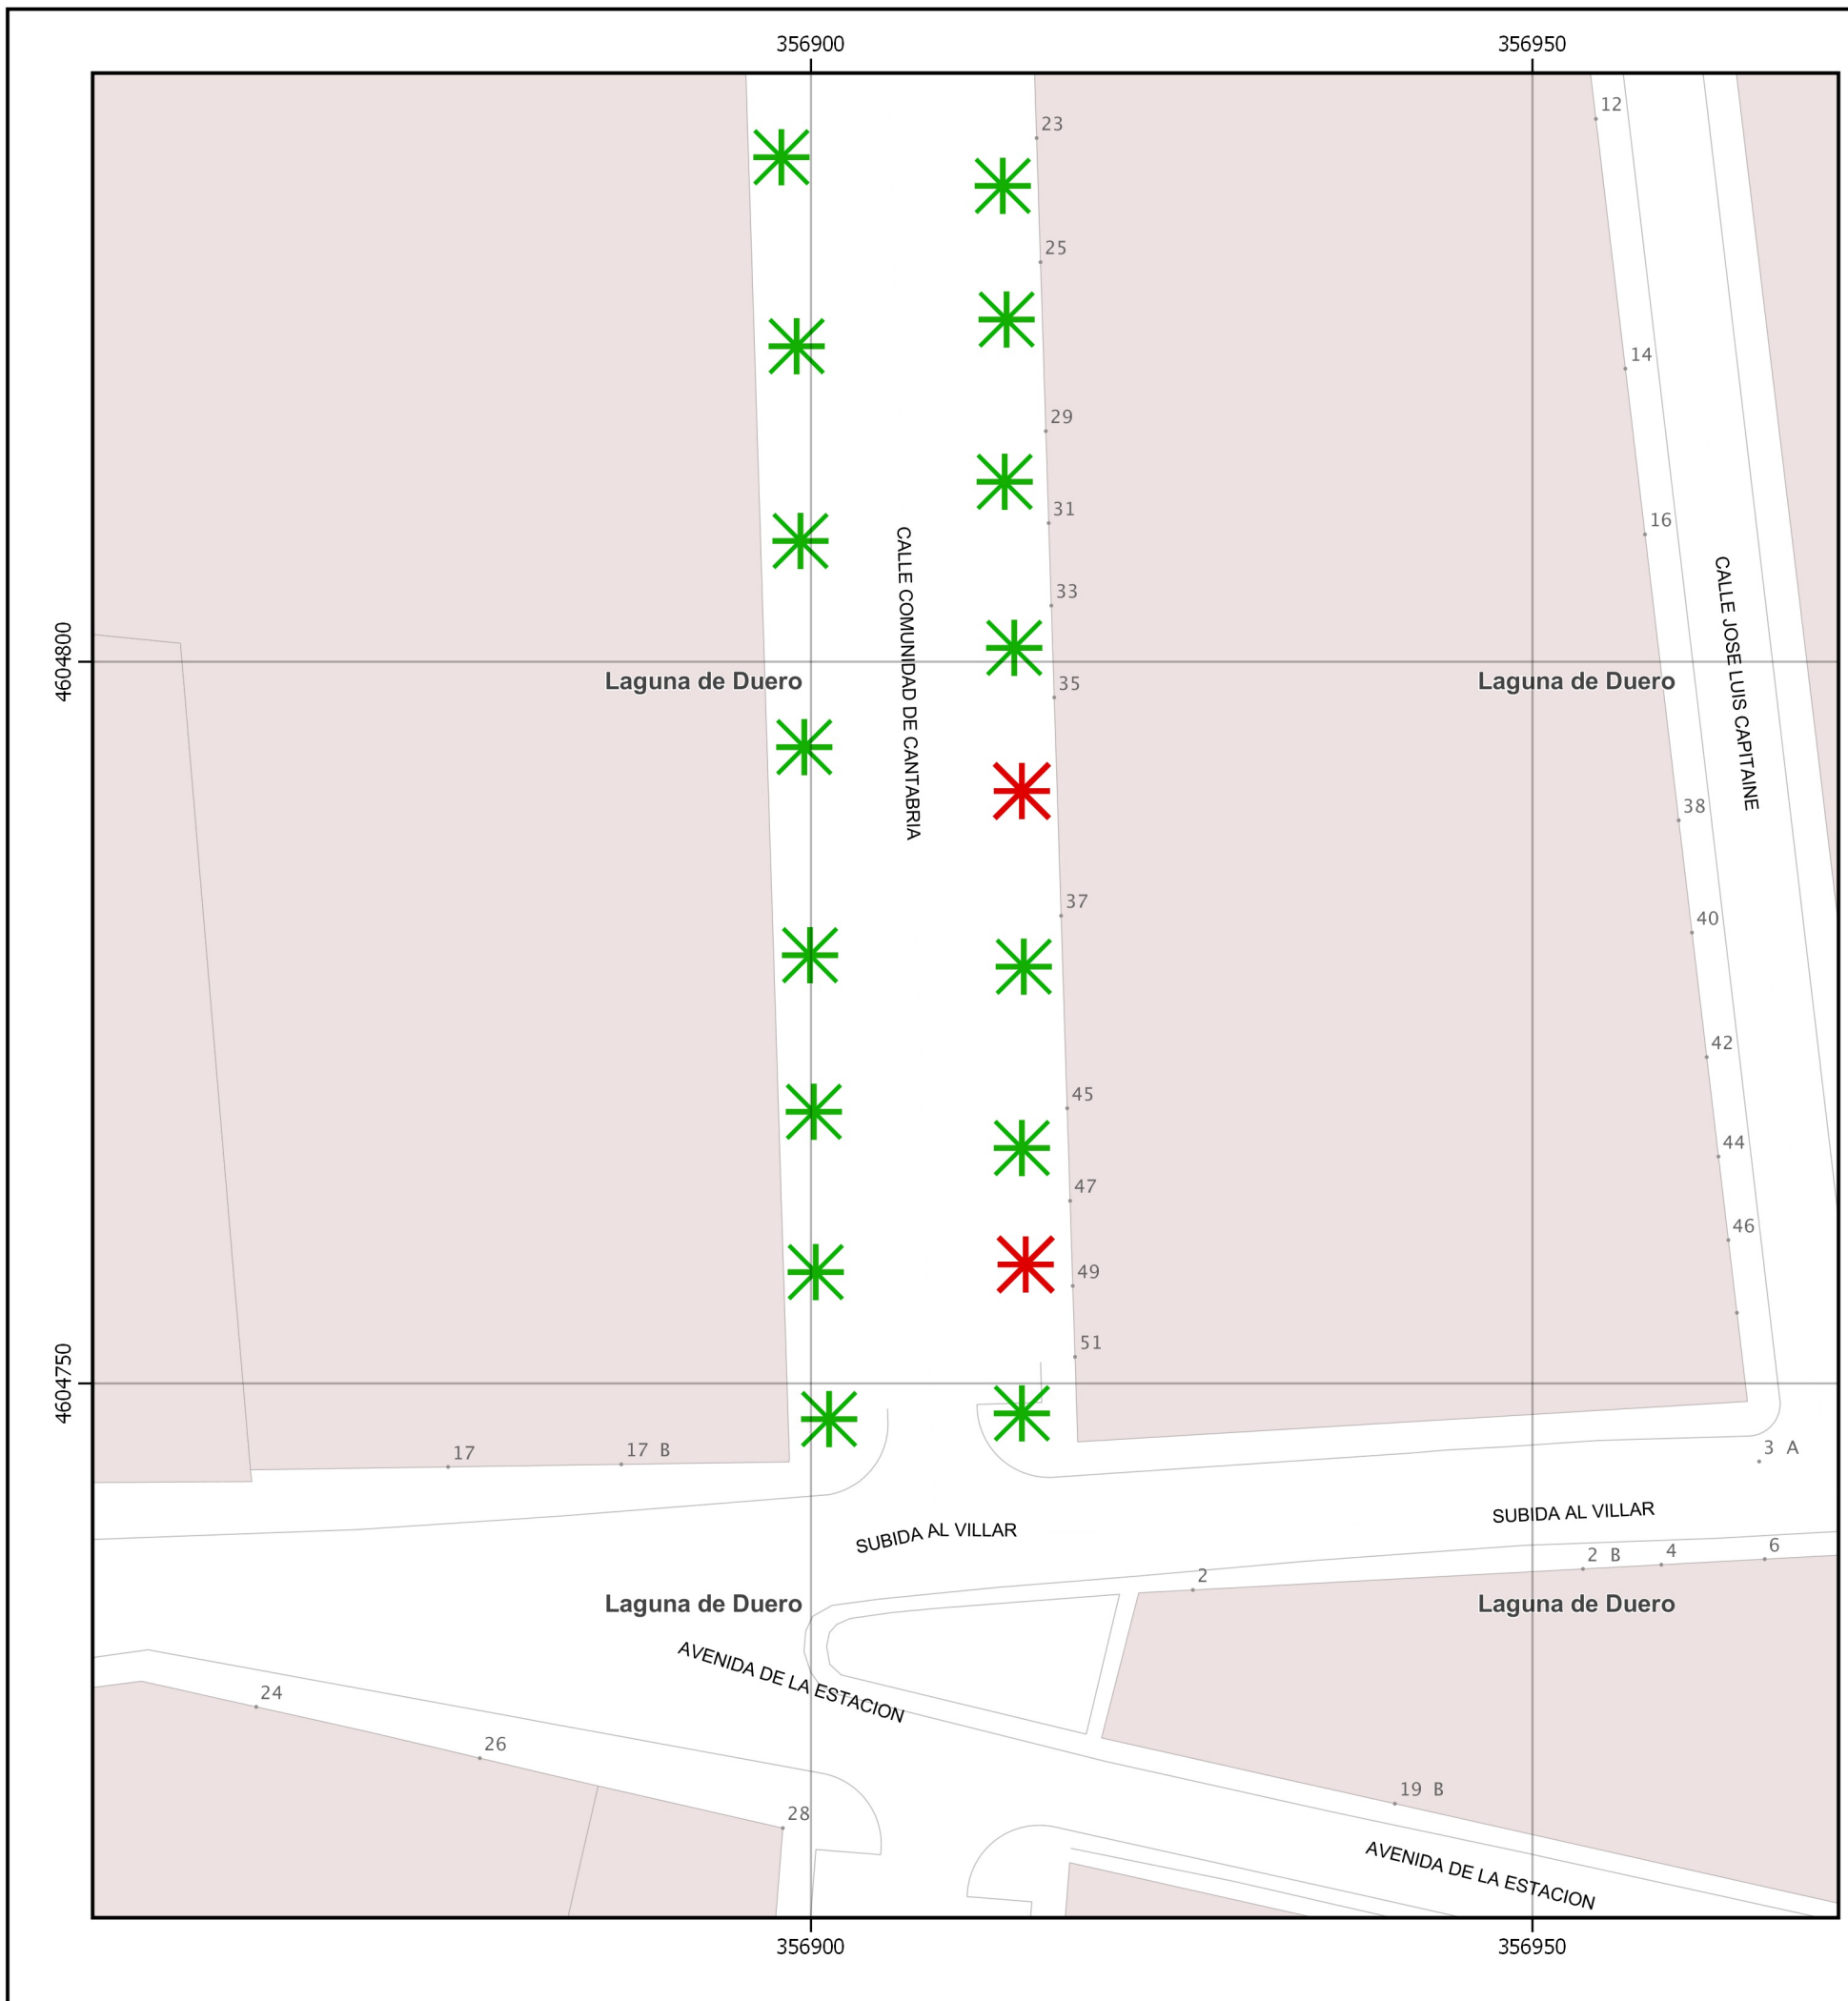 356900
356950
12
23
25
14
29
31
16
CALLE COMUNIDAD DE CANTABRIA
CALLE JOSE LUIS CAPITAINE
33
4604800
Laguna de Duero
35
Laguna de Duero
38
37
40
42
45
44
47
46
49
51
4604750
17
17 B
3 A
SUBIDA AL VILLAR
SUBIDA AL VILLAR
2 B
4
6
2
Laguna de Duero
Laguna de Duero
AVENIDA DE LA ESTACION
24
26
19 B
28
AVENIDA DE LA ESTACION
356900
356950